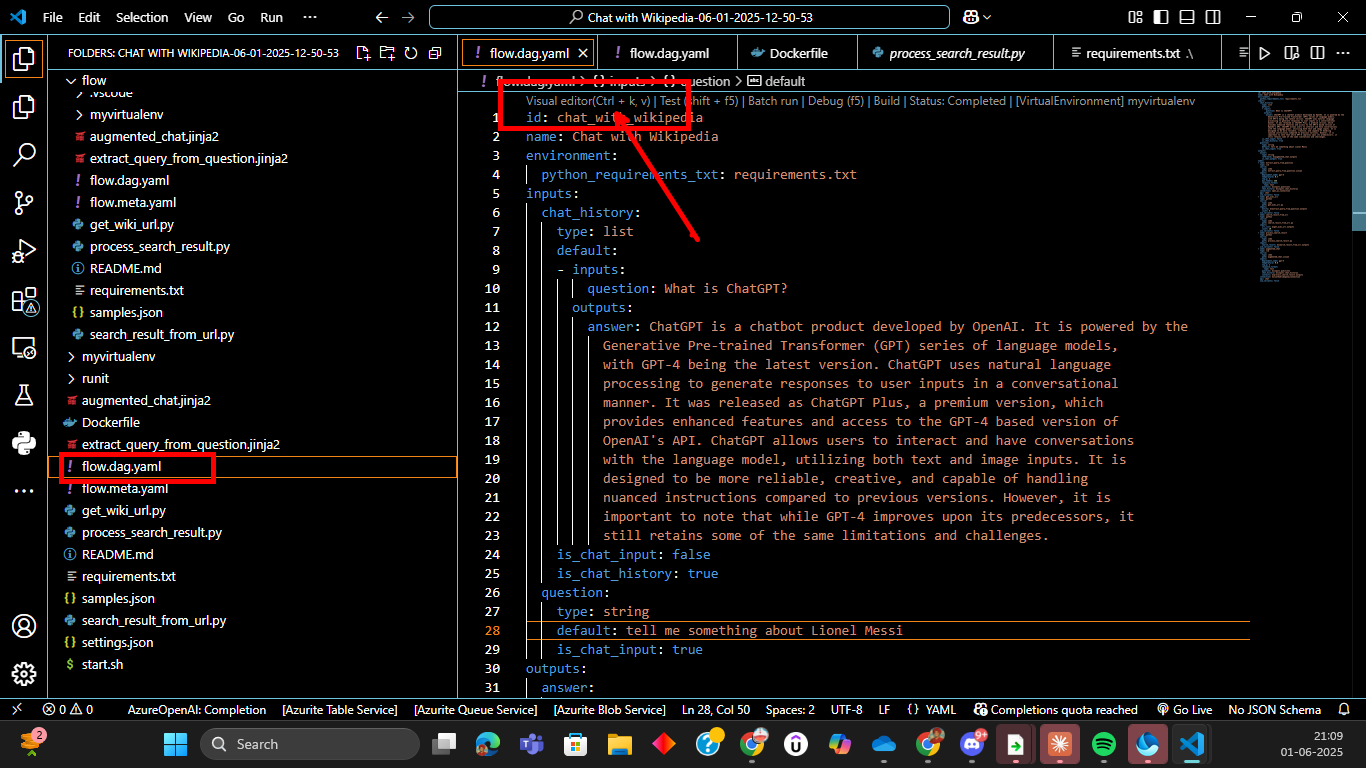 File Edit Selection View Go Run ···
Chat with Wikipedia-06-01-2025-12-50-53
FOLDERS: CHAT WITH WIKIPEDIA-06-01-2025-12-50-53
flow
.vscode
myvirtualenv
augmented_chat.jinja2
extract_query_from_question.jinja2
flow.dag.yaml
flow.meta.yaml
get_wiki_url.py
process_search_result.py
README.md
requirements.txt
samples.json
search_result_from_url.py
myvirtualenv
runit
augmented_chat.jinja2
Dockerfile
extract_query_from_question.jinja2
flow.dag.yaml
flow.meta.yaml
get_wiki_url.py
process_search_result.py
README.md
requirements.txt
samples.json
search_result_from_url.py
settings.json
start.sh
flow.dag.yaml flow.dag.yaml Dockerfile process_search_result.py requirements.txt .\
flow.dag.yaml > {} inputs > {} question > default
Visual editor(Ctrl + k, v) | Test (shift + f5) | Batch run | Debug (f5) | Build | Status: Completed | [VirtualEnvironment] myvirtualenv
1 id: chat_with_wikipedia
2 name: Chat with Wikipedia
3 environment:
4 python_requirements_txt: requirements.txt
5 inputs:
6 chat_history:
7 type: list
8 default:
9 - inputs:
10 question: What is ChatGPT?
11 outputs:
12 answer: ChatGPT is a chatbot product developed by OpenAI. It is powered by the
13 Generative Pre-trained Transformer (GPT) series of language models,
14 with GPT-4 being the latest version. ChatGPT uses natural language
15 processing to generate responses to user inputs in a conversational
16 manner. It was released as ChatGPT Plus, a premium version, which
17 provides enhanced features and access to the GPT-4 based version of
18 OpenAI's API. ChatGPT allows users to interact and have conversations
19 with the language model, utilizing both text and image inputs. It is
20 designed to be more reliable, creative, and capable of handling
21 nuanced instructions compared to previous versions. However, it is
22 important to note that while GPT-4 improves upon its predecessors, it
23 still retains some of the same limitations and challenges.
24 is_chat_input: false
25 is_chat_history: true
26 question:
27 type: string
28 default: tell me something about Lionel Messi
29 is_chat_input: true
30 outputs:
31 answer:
0 0 AzureOpenAI: Completion [Azurite Table Service] [Azurite Queue Service] [Azurite Blob Service] Ln 28, Col 50 Spaces: 2 UTF-8 LF {} YAML Completions quota reached Go Live No JSON Schema
2 Search 9+ 21:09
01-06-2025